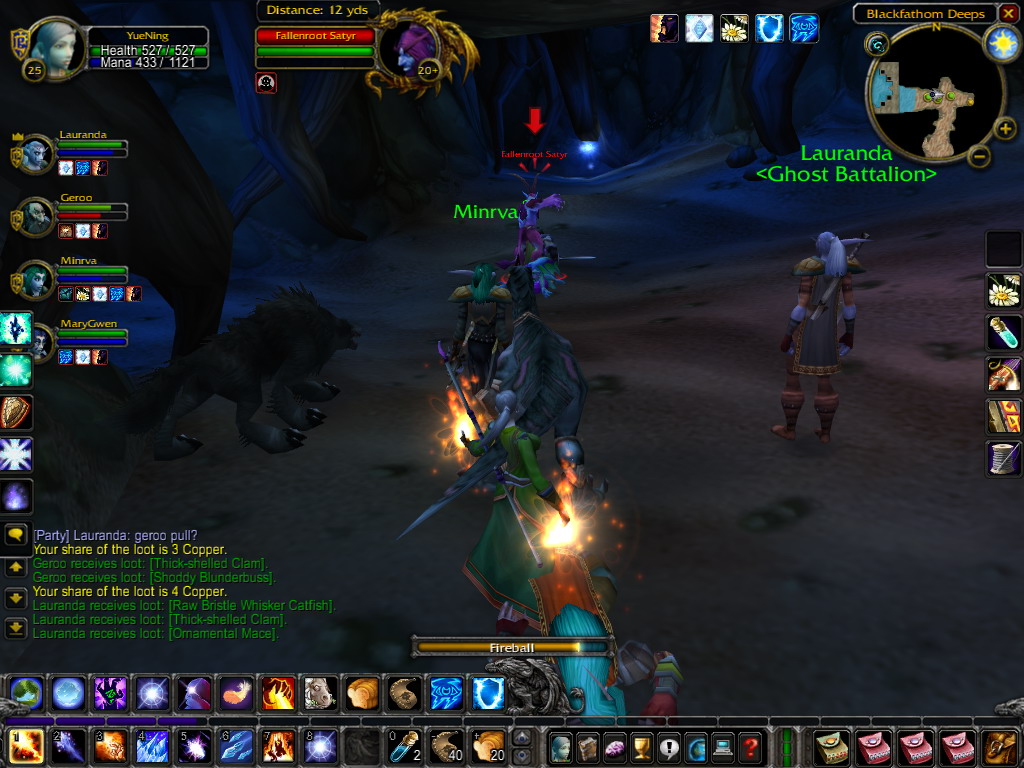 Distance: 12 yds
YueNing
Health 527 / 527
Mana 433 / 1121
25
Fallenroot Satyr
20+
Blackfathom Deeps
N
Lauranda
<Ghost Battalion>
Lauranda
Fallenroot Satyr
Geroo
Minrva
Minrva
MaryGwen
[Party] Lauranda: geroo pull?
Your share of the loot is 3 Copper.
Geroo receives loot: [Thick-shelled Clam].
Geroo receives loot: [Shoddy Blunderbuss].
Your share of the loot is 4 Copper.
Lauranda receives loot: [Raw Bristle Whisker Catfish].
Lauranda receives loot: [Thick-shelled Clam].
Lauranda receives loot: [Ornamental Mace].
Fireball
1 2 3 4 5 6 7 8 0 2 40 20